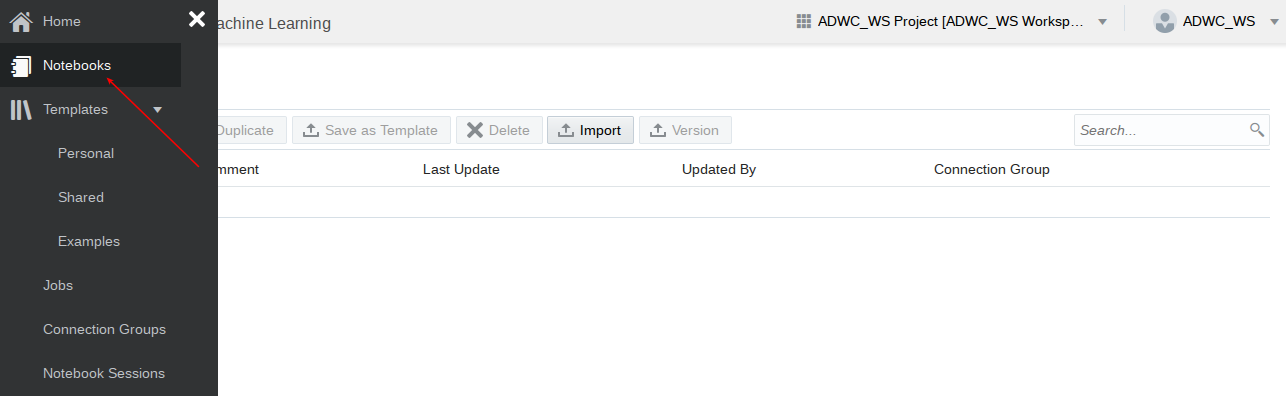 Home
achine Learning
ADWC_WS Project [ADWC_WS Worksp...
ADWC_WS
Notebooks
Templates
Duplicate
Save as Template
Delete
Import
Version
Search...
Personal
mment
Last Update
Updated By
Connection Group
Shared
Examples
Jobs
Connection Groups
Notebook Sessions